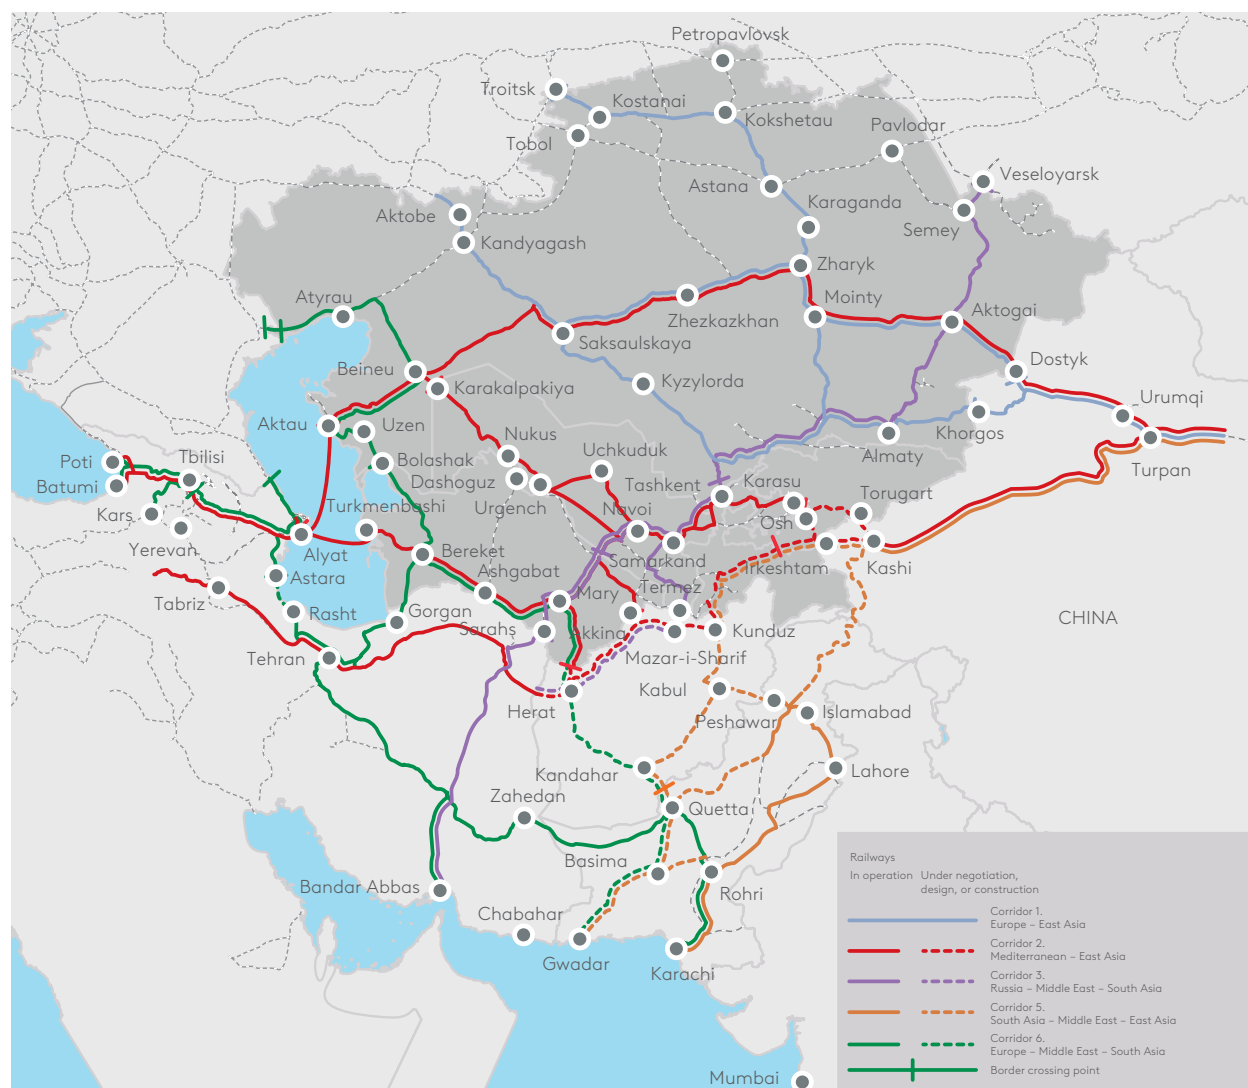 Petropavlovsk
Troitsk
Kostanai
Kokshetau
Tobol
Pavlodar
Astana
Veseloyarsk
Karaganda
Semey
Aktobe
Kandyagash
Zharyk
Atyrau
Mointy
Zhezkazkhan
Aktogai
Saksaulskaya
Dostyk
Beineu
Karakalpakiya
Kyzylorda
Urumqi
Aktau
Uzen
Khorgos
Nukus
Almaty
Turpan
Poti
Tbilisi
Bolashak
Uchkuduk
Batumi
Dashoguz
Tashkent
Karasu
Torugart
Turkmenbashi
Urgench
Kars
Navoi
Osh
Yerevan
Alyat
Bereket
Samarkand
Irkeshtam
Kashi
Astara
Ashgabat
Termez
Tabriz
Mary
Rasht
Gorgan
Sarahs
Akkina
Kunduz
CHINA
Tehran
Mazar-i-Sharif
Kabul
Herat
Peshawar
Islamabad
Kandahar
Lahore
Zahedan
Quetta
Basima
Bandar Abbas
Rohri
Chabahar
Gwadar
Karachi
Mumbai
Railways
In operation
Under negotiation,
design, or construction
Corridor 1.
Europe – East Asia
Corridor 2.
Mediterranean – East Asia
Corridor 3.
Russia – Middle East – South Asia
Corridor 5.
South Asia – Middle East – East Asia
Corridor 6.
Europe – Middle East – South Asia
Border crossing point